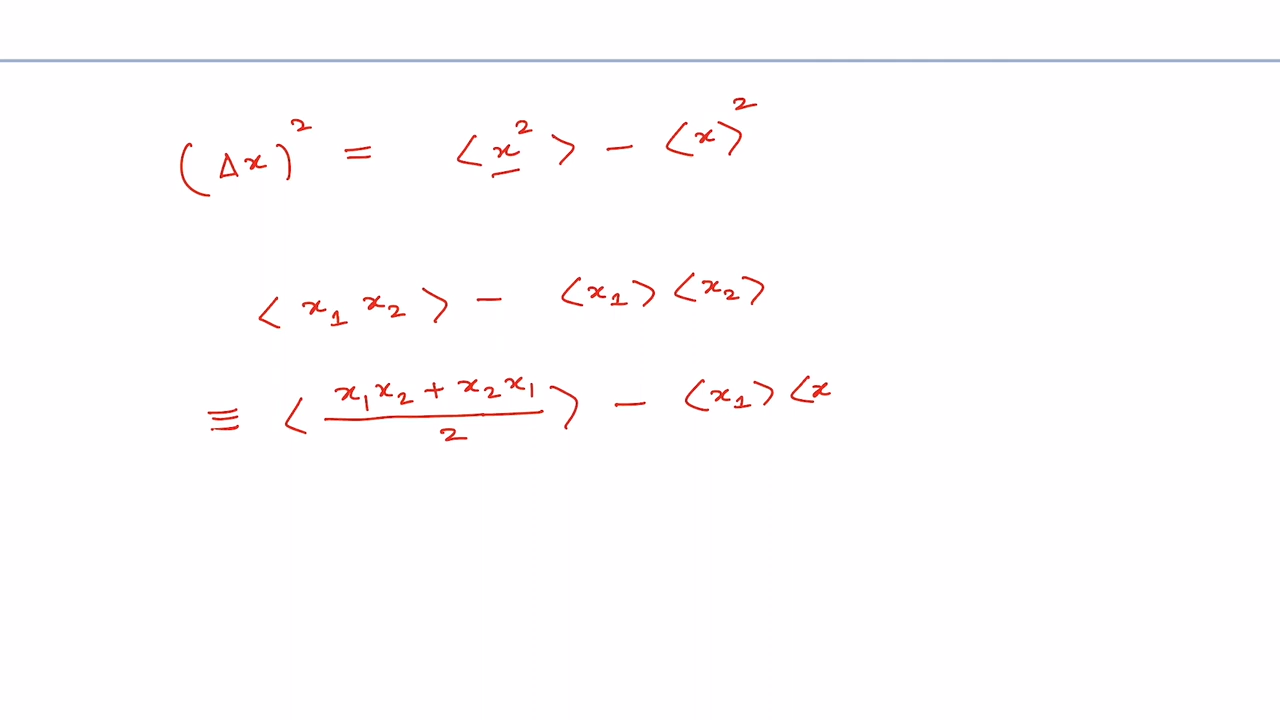 (Δx)² = ⟨x²⟩ − ⟨x⟩²
⟨x₁ x₂⟩ − ⟨x₁⟩⟨x₂⟩
≡ ⟨(x₁x₂ + x₂x₁)/2⟩ − ⟨x₁⟩⟨x